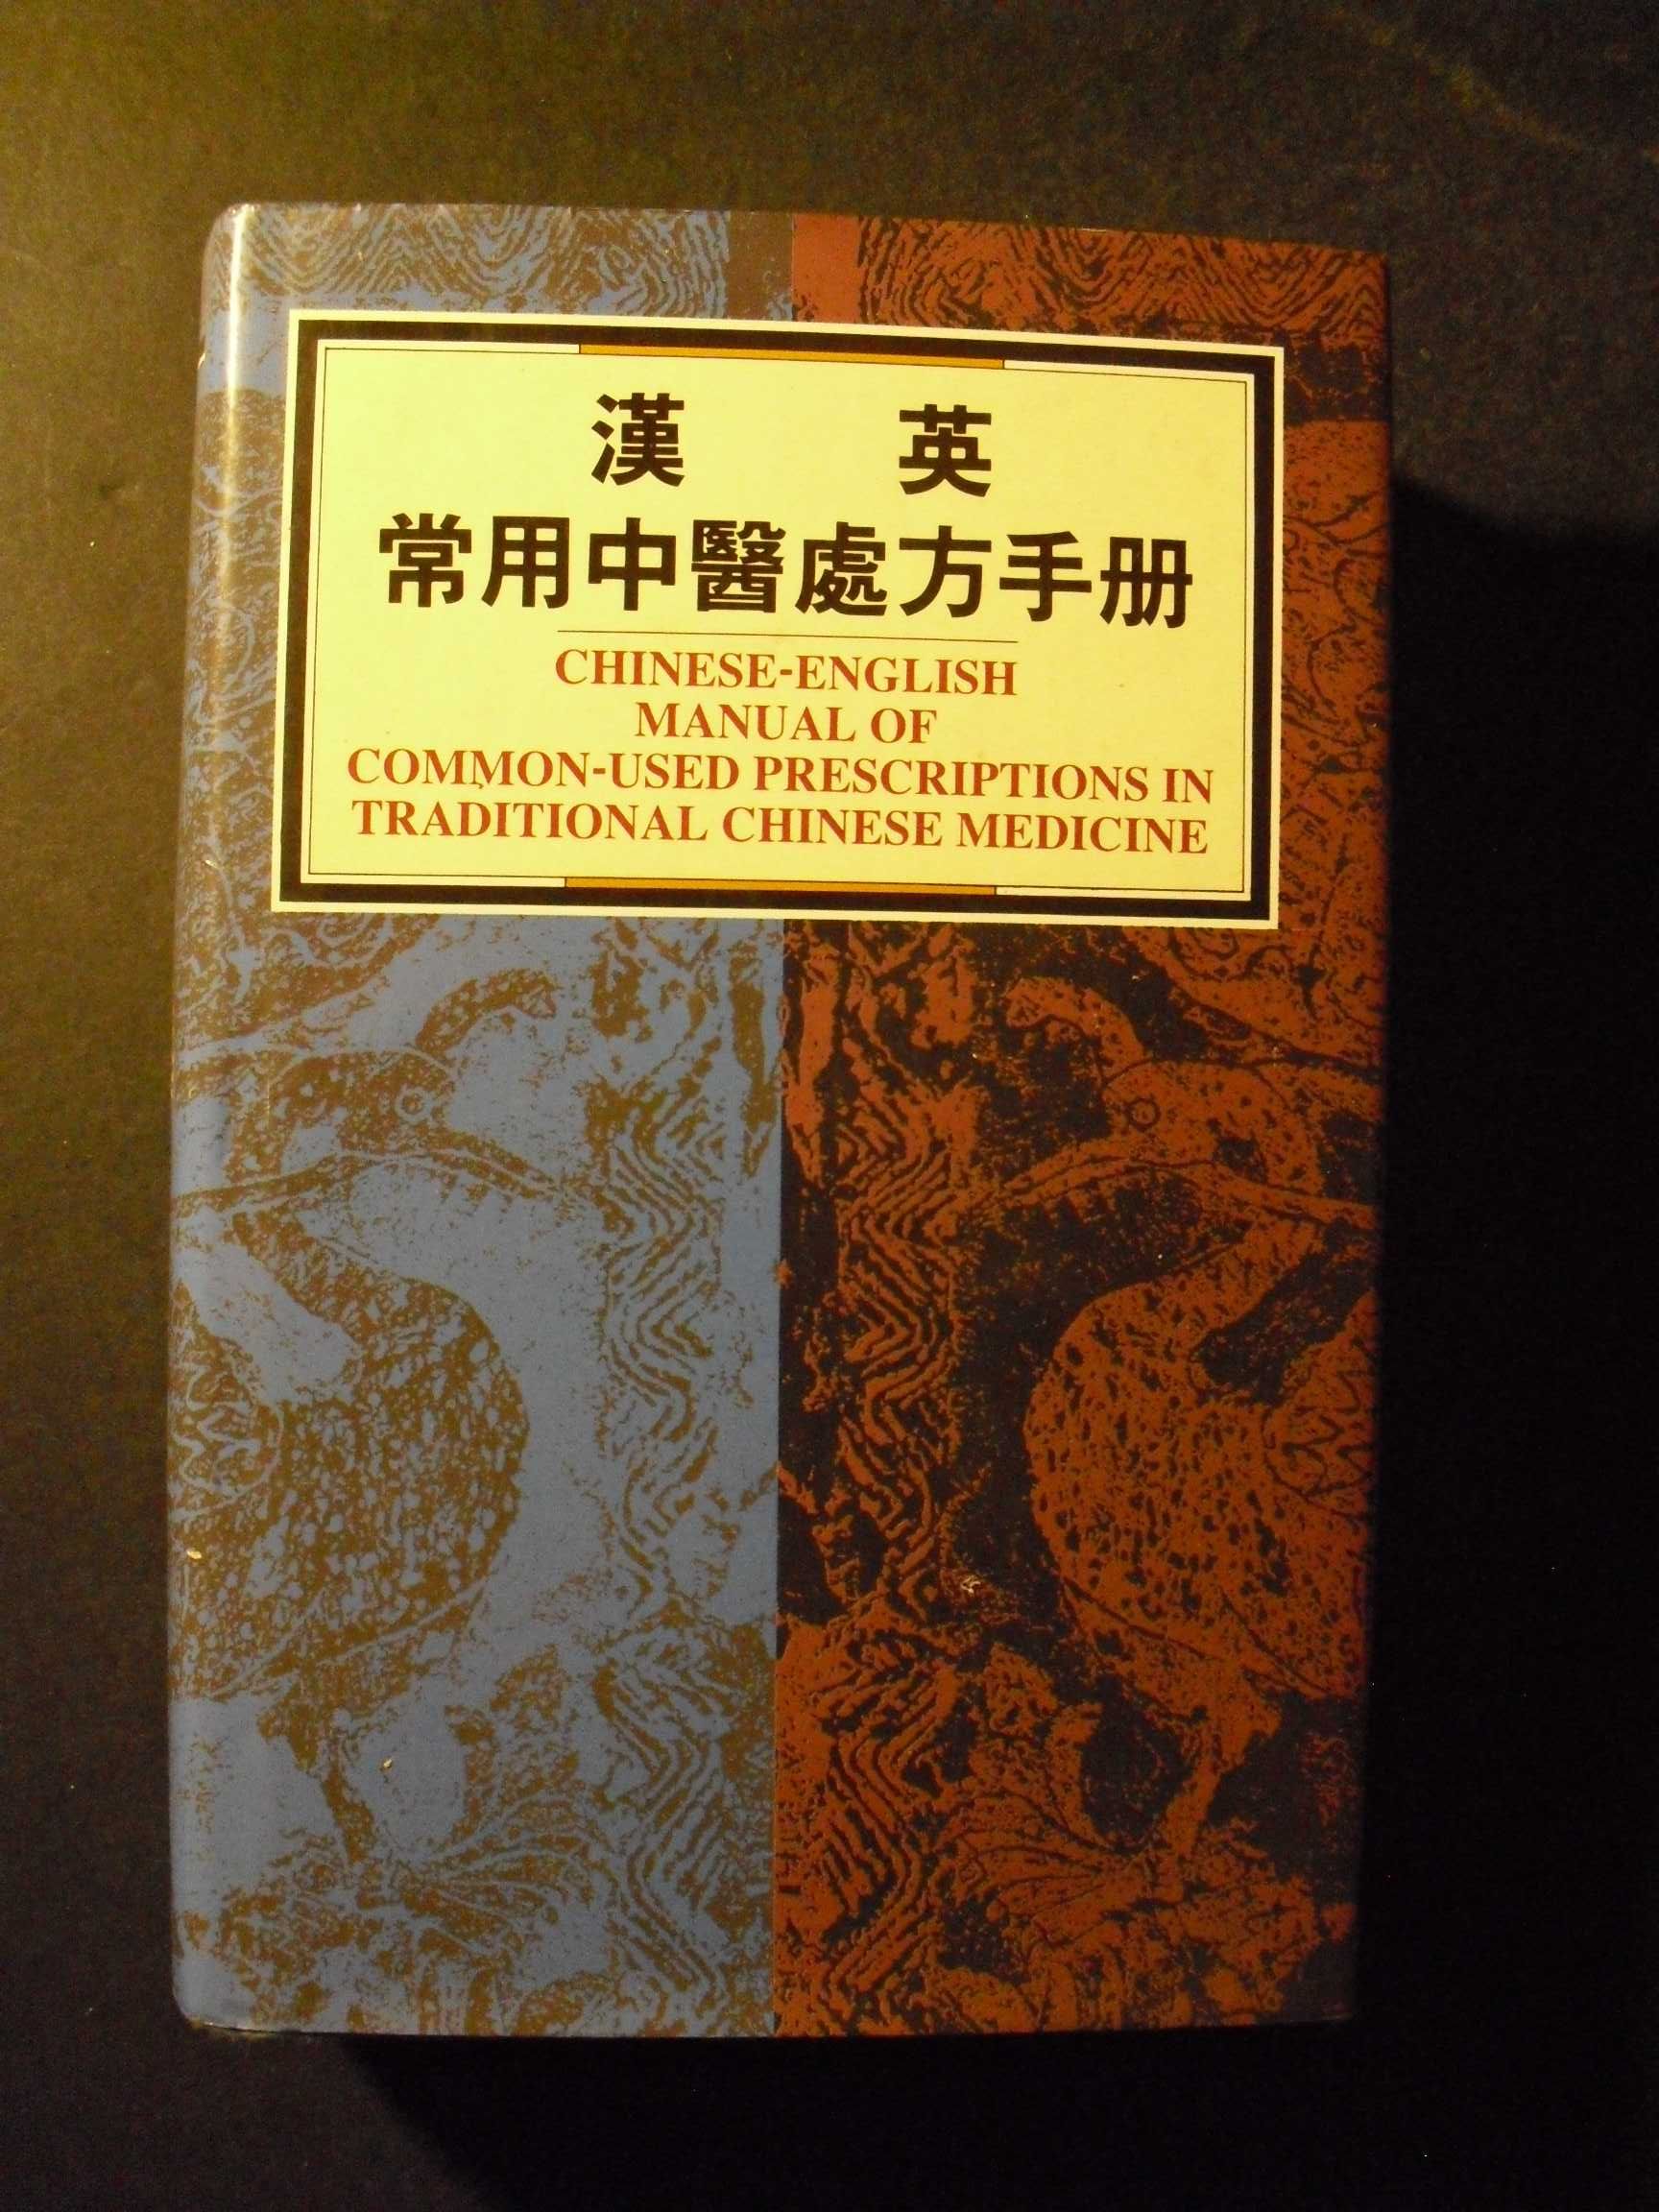 漢 英
常用中醫處方手册
CHINESE-ENGLISH
MANUAL OF
COMMON-USED PRESCRIPTIONS IN
TRADITIONAL CHINESE MEDICINE